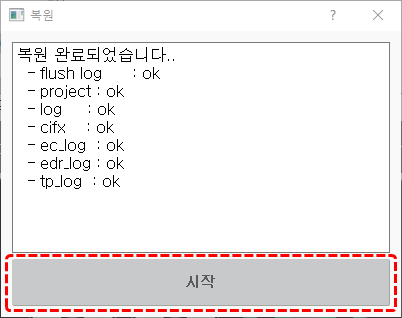 복원
복원 완료되었습니다..
- flush log : ok
- project : ok
- log : ok
- cifx : ok
- ec_log : ok
- edr_log : ok
- tp_log : ok
시작